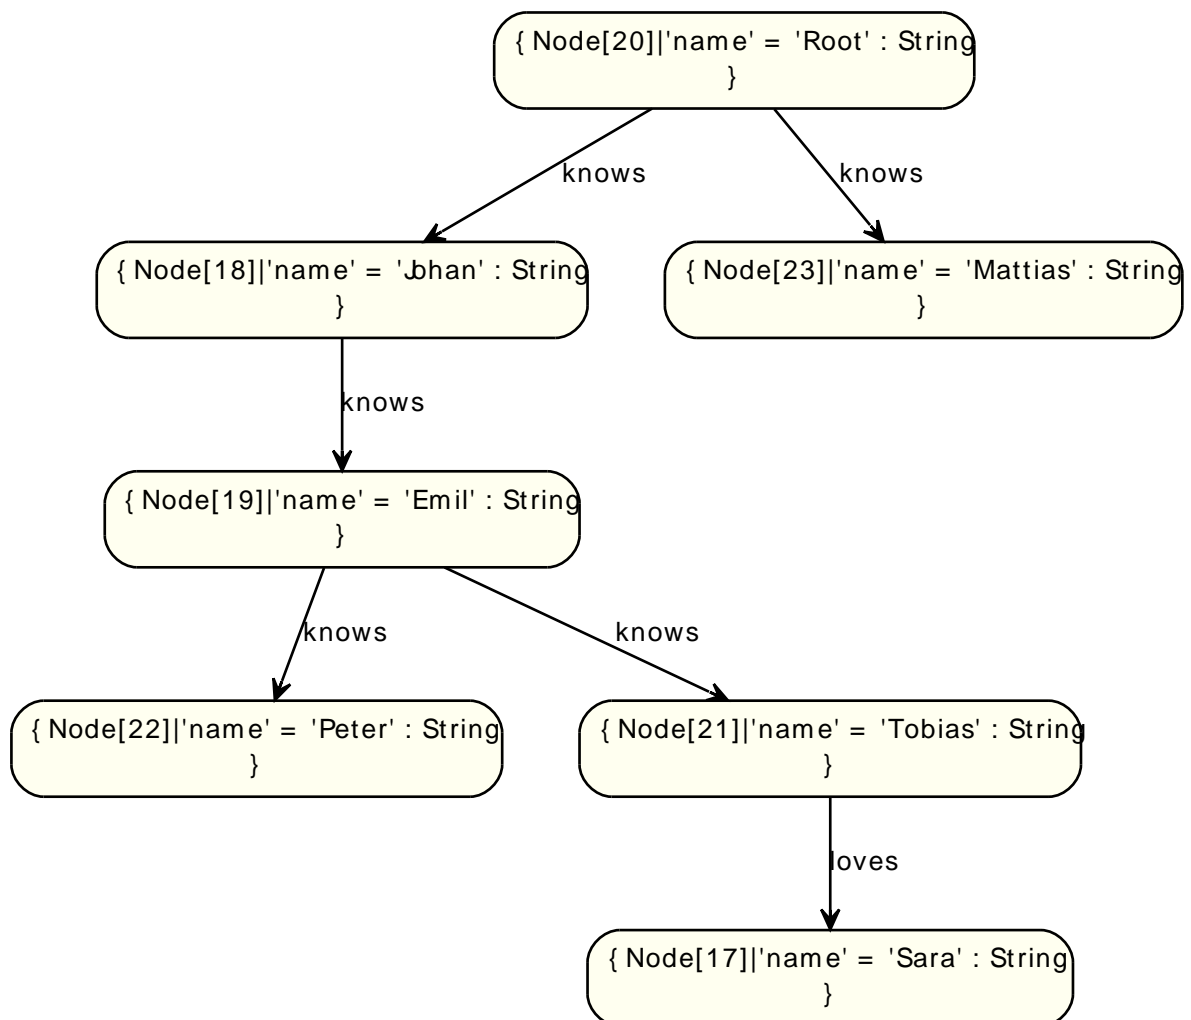 { Node[20]|'name' = 'Root' : String
}
knows
knows
{ Node[18]|'name' = 'Johan' : String
}
{ Node[23]|'name' = 'Mattias' : String
}
knows
{ Node[19]|'name' = 'Emil' : String
}
knows
knows
{ Node[22]|'name' = 'Peter' : String
}
{ Node[21]|'name' = 'Tobias' : String
}
loves
{ Node[17]|'name' = 'Sara' : String
}